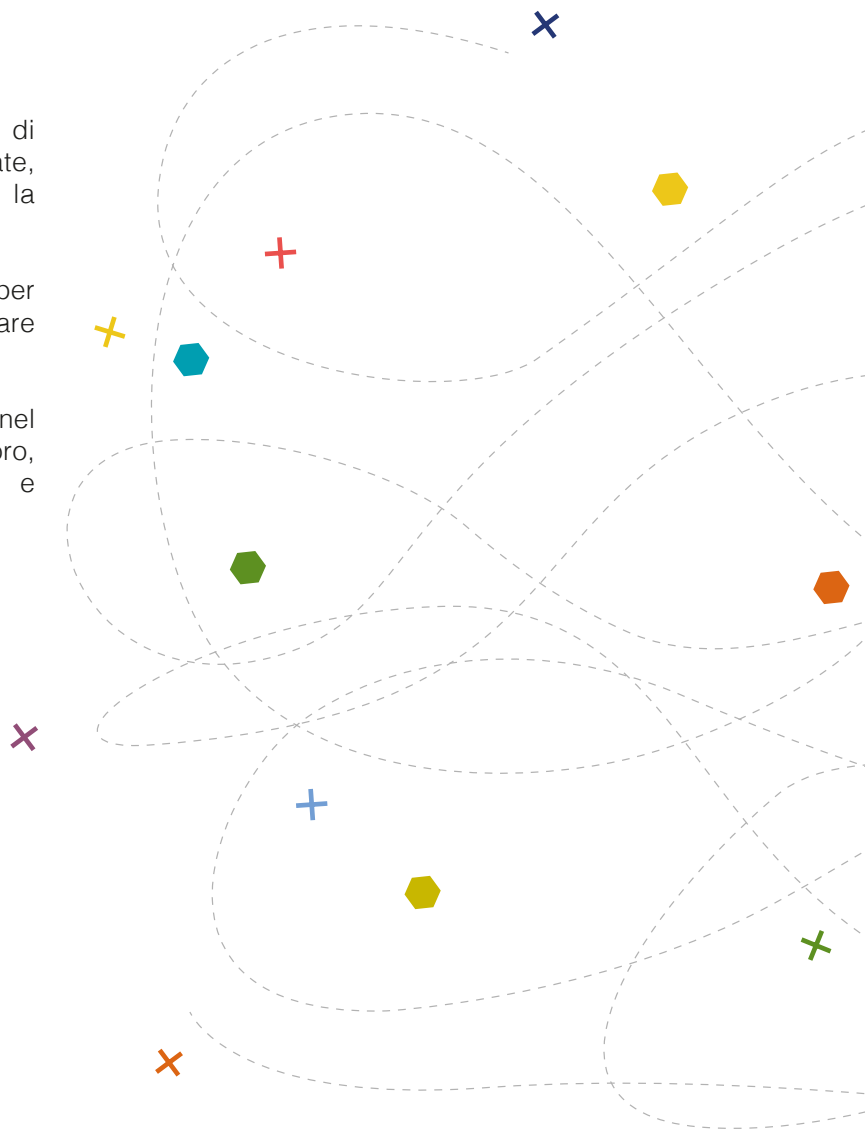 di
ate,
la
per
are
nel
oro,
e